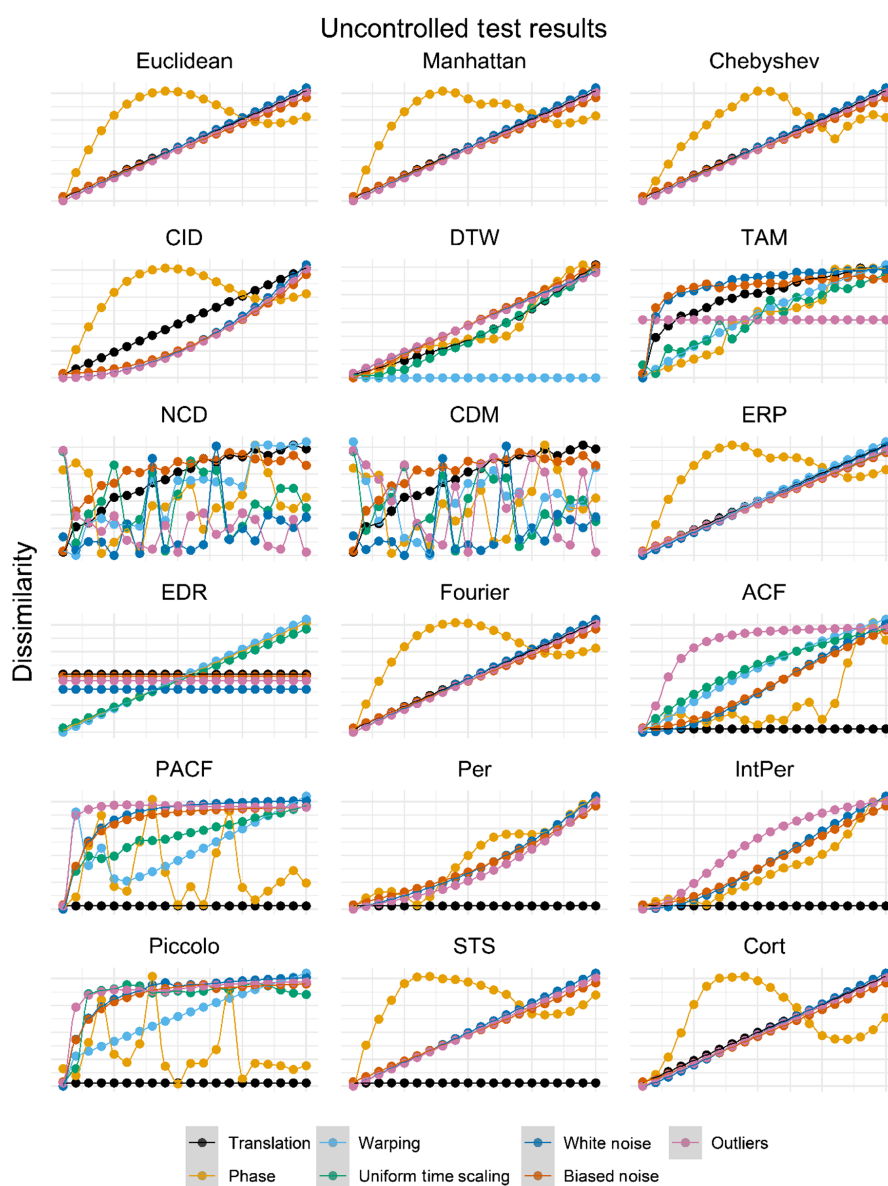 Uncontrolled test results
Euclidean
Manhattan
Chebyshev
CID
DTW
TAM
NCD
CDM
ERP
Dissimilarity
EDR
Fourier
ACF
PACF
Per
IntPer
Piccolo
STS
Cort
Translation
Warping
White noise
Outliers
Phase
Uniform time scaling
Biased noise